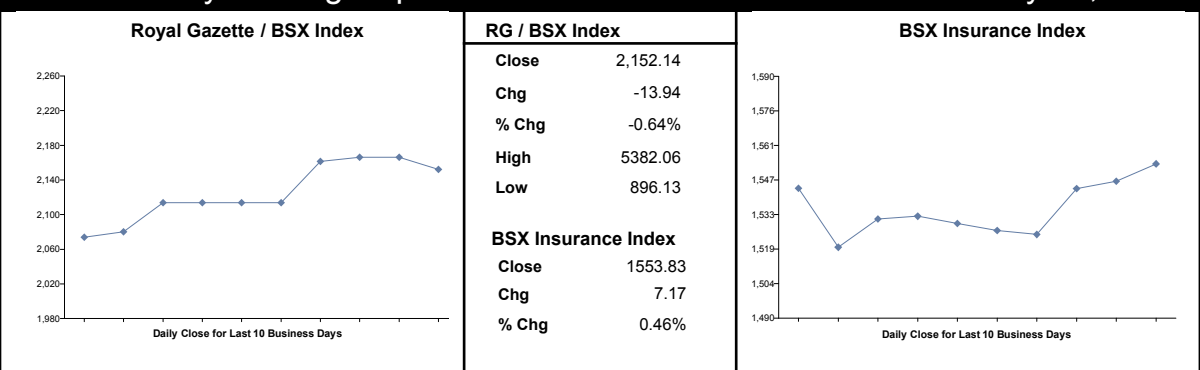 Royal Gazette / BSX Index
2,260
2,220
2,180
2,140
2,100
2,060
2,020
1,980
Daily Close for Last 10 Business Days
RG / BSX Index
Close 2,152.14
Chg -13.94
% Chg -0.64%
High 5382.06
Low 896.13
BSX Insurance Index
Close 1553.83
Chg 7.17
% Chg 0.46%
BSX Insurance Index
1,590
1,576
1,561
1,547
1,533
1,519
1,504
1,490
Daily Close for Last 10 Business Days